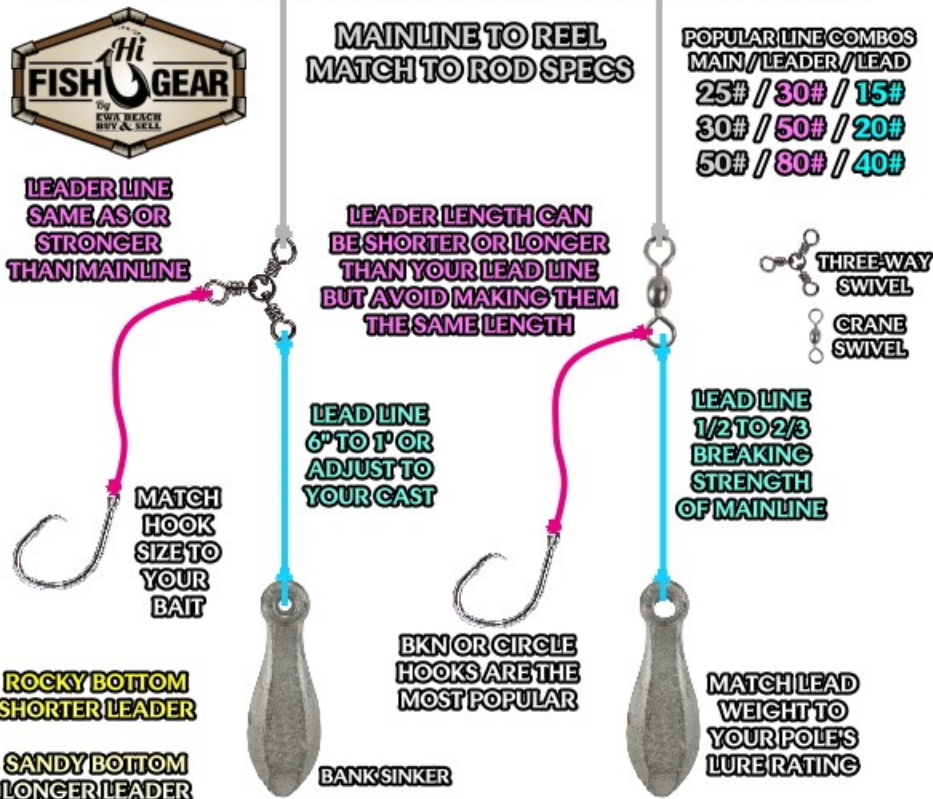 Hi
FISH GEAR
By
EWA BEACH
BUY & SELL
MAINLINE TO REEL
MATCH TO ROD SPECS
POPULAR LINE COMBOS
MAIN / LEADER / LEAD
25# / 30# / 15#
30# / 50# / 20#
50# / 80# / 40#
LEADER LINE
SAME AS OR
STRONGER
THAN MAINLINE
LEADER LENGTH CAN
BE SHORTER OR LONGER
THAN YOUR LEAD LINE
BUT AVOID MAKING THEM
THE SAME LENGTH
THREE-WAY
SWIVEL
CRANE
SWIVEL
LEAD LINE
6" TO 1' OR
ADJUST TO
YOUR CAST
LEAD LINE
1/2 TO 2/3
BREAKING
STRENGTH
OF MAINLINE
MATCH
HOOK
SIZE TO
YOUR
BAIT
BKN OR CIRCLE
HOOKS ARE THE
MOST POPULAR
ROCKY BOTTOM
SHORTER LEADER
SANDY BOTTOM
LONGER LEADER
BANK SINKER
MATCH LEAD
WEIGHT TO
YOUR POLE'S
LURE RATING